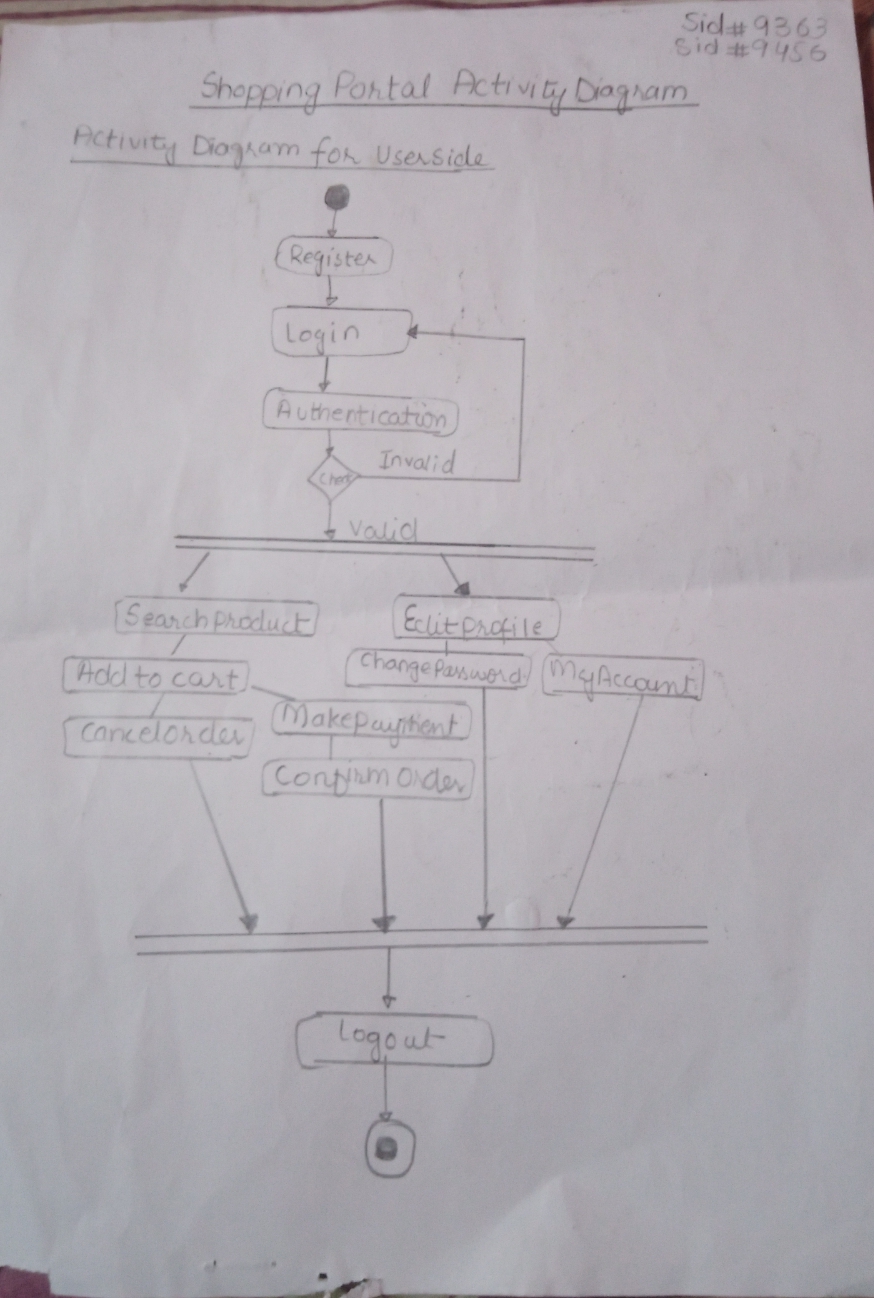 Sid# 9363
Sid #9456
Shopping Portal Activity Diagram
Activity Diagram for Userside
Register
Login
Authentication
Invalid
Check
Valid
Search product
Edit profile
Add to cart
Change Password
My Account
Make payment
Cancel order
Confirm Order
Logout